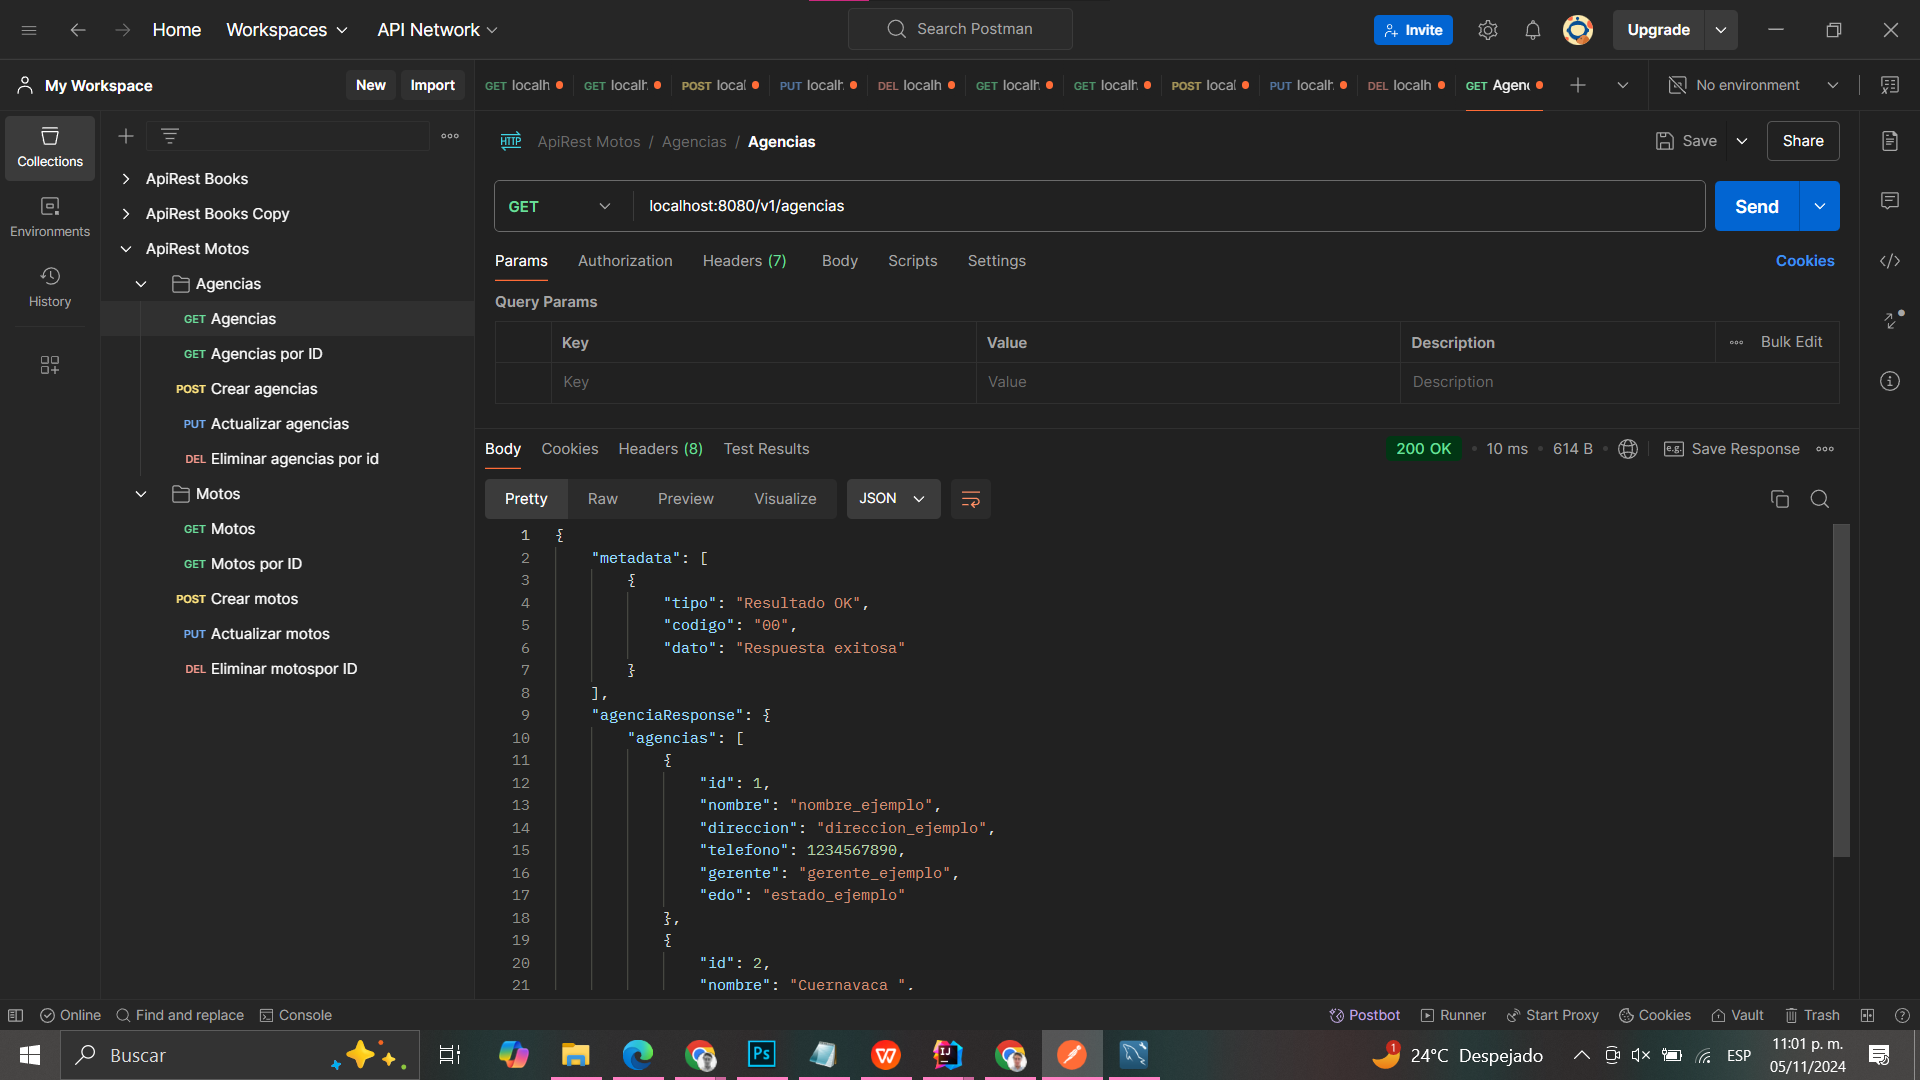 Home Workspaces API Network Search Postman Invite Upgrade
My Workspace New Import GET localh GET localh POST local PUT localh DEL localh GET localh GET localh POST local PUT localh DEL localh GET Agenc No environment
ApiRest Motos / Agencias / Agencias Save Share
Collections
Environments
History
ApiRest Books
ApiRest Books Copy
ApiRest Motos
Agencias
GET Agencias
GET Agencias por ID
POST Crear agencias
PUT Actualizar agencias
DEL Eliminar agencias por id
Motos
GET Motos
GET Motos por ID
POST Crear motos
PUT Actualizar motos
DEL Eliminar motospor ID
HTTP
GET localhost:8080/v1/agencias Send
Params Authorization Headers (7) Body Scripts Settings Cookies
Query Params
Key Value Description Bulk Edit
Key Value Description
Body Cookies Headers (8) Test Results 200 OK 10 ms 614 B e.g. Save Response
Pretty Raw Preview Visualize JSON
1 {
2 "metadata": [
3 {
4 "tipo": "Resultado OK",
5 "codigo": "00",
6 "dato": "Respuesta exitosa"
7 }
8 ],
9 "agenciaResponse": {
10 "agencias": [
11 {
12 "id": 1,
13 "nombre": "nombre_ejemplo",
14 "direccion": "direccion_ejemplo",
15 "telefono": 1234567890,
16 "gerente": "gerente_ejemplo",
17 "edo": "estado_ejemplo"
18 },
19 {
20 "id": 2,
21 "nombre": "Cuernavaca ",
Online Find and replace Console Postbot Runner Start Proxy Cookies Vault Trash
Buscar Ps W IJ 1 24°C Despejado ESP 11:01 p. m.
05/11/2024